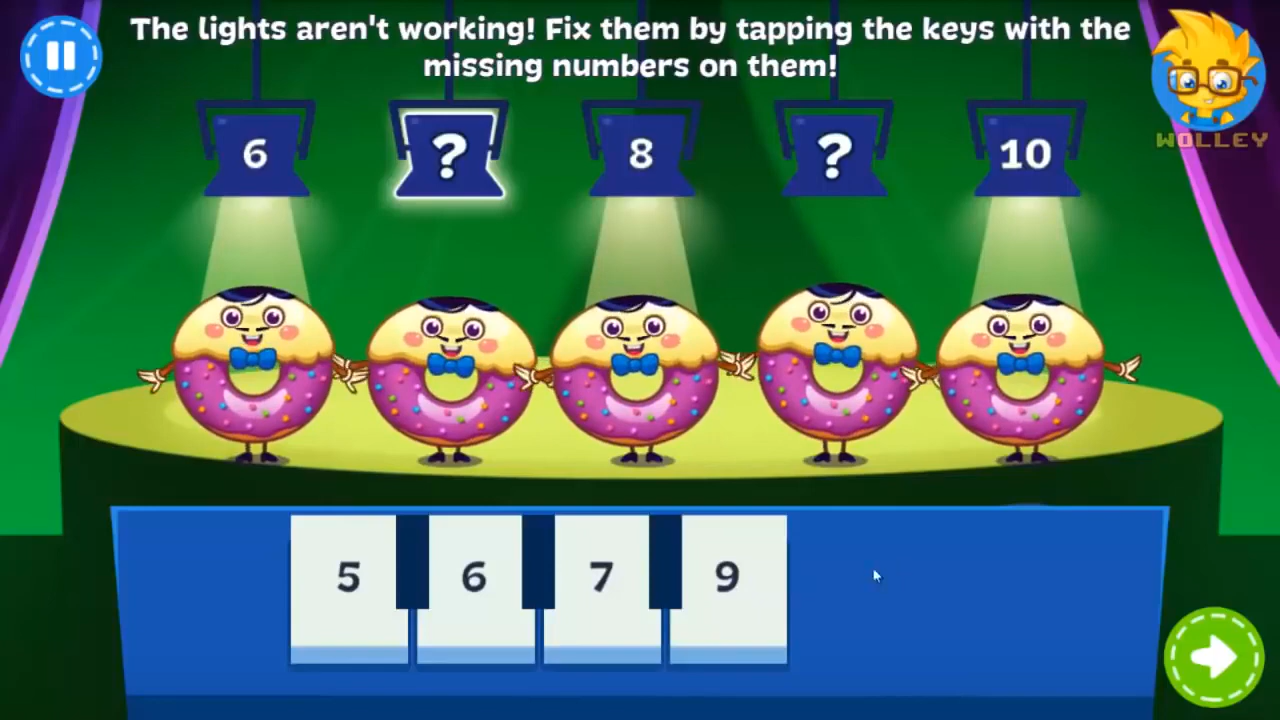 The lights aren't working! Fix them by tapping the keys with the
missing numbers on them!
WOLLEY
6 ? 8 ? 10
5 6 7 9